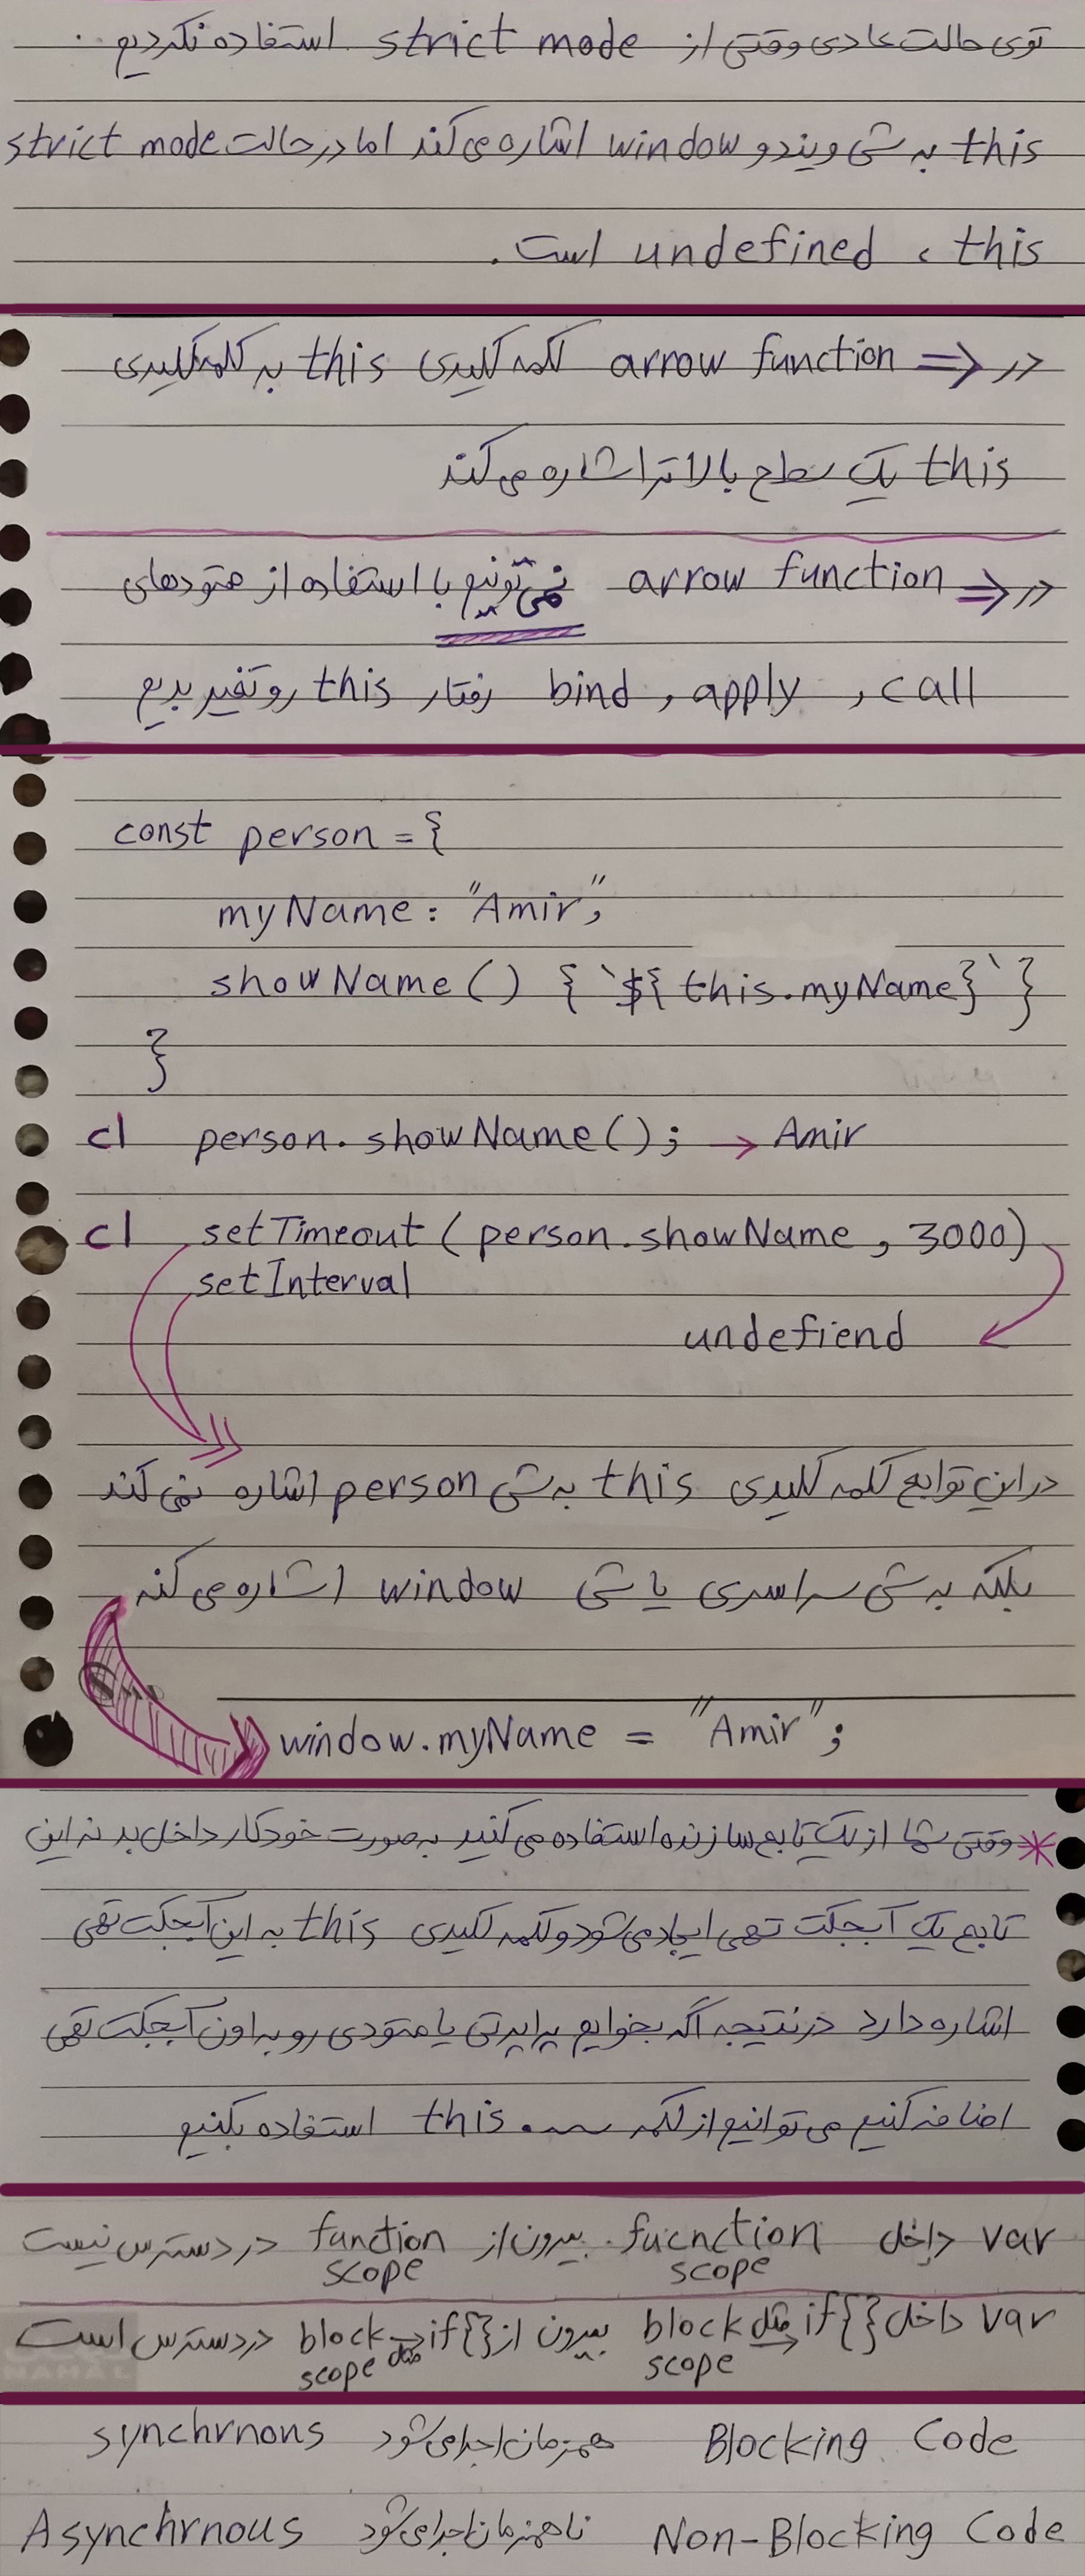 توی حالت عادی وقتی از strict mode استفاده نکردیم.
this به شی ویندو window اشاره می‌کند اما در حالت strict mode
this ، undefined است.
در => arrow function کلمه کلیدی this به کلمه کلیدی
this یک سطح بالاتر اشاره می‌کند
در => arrow function نمی‌تونیم با استفاده از متودهای
call , apply , bind رفتار this رو تغییر بدیم
const person = {
myName : "Amir",
showName () { `${this.myName}` }
}
cl person.showName(); → Amir
cl setTimeout (person.showName , 3000)
setInterval
undefiend
در این توابع کلمه کلیدی this به شی person اشاره نمی‌کند
بلکه به شی سراسری یا شی window اشاره می‌کنه
window.myName = "Amir";
* وقتی شما از یک تابع سازنده استفاده می‌کنید به صورت خودکار داخل بدنه این
تابع یک آبجکت تهی ایجاد می‌شود و کلمه کلیدی this به این آبجکت تهی
اشاره دارد در نتیجه اگه بخوایم پراپرتی یا متودی رو به اون آبجکت تهی
اضافه کنیم می‌توانیم از کلمه this. استفاده بکنیم
var داخل fucnction scope بیرون از function scope در دسترس نیست
var داخل if{} مثل block scope بیرون از if{} مثل block scope در دسترس است
NAHAL
Blocking Code همزمان اجرا می‌شود synchrnons
Non-Blocking Code ناهمزمان اجرا می‌شود Asynchrnous